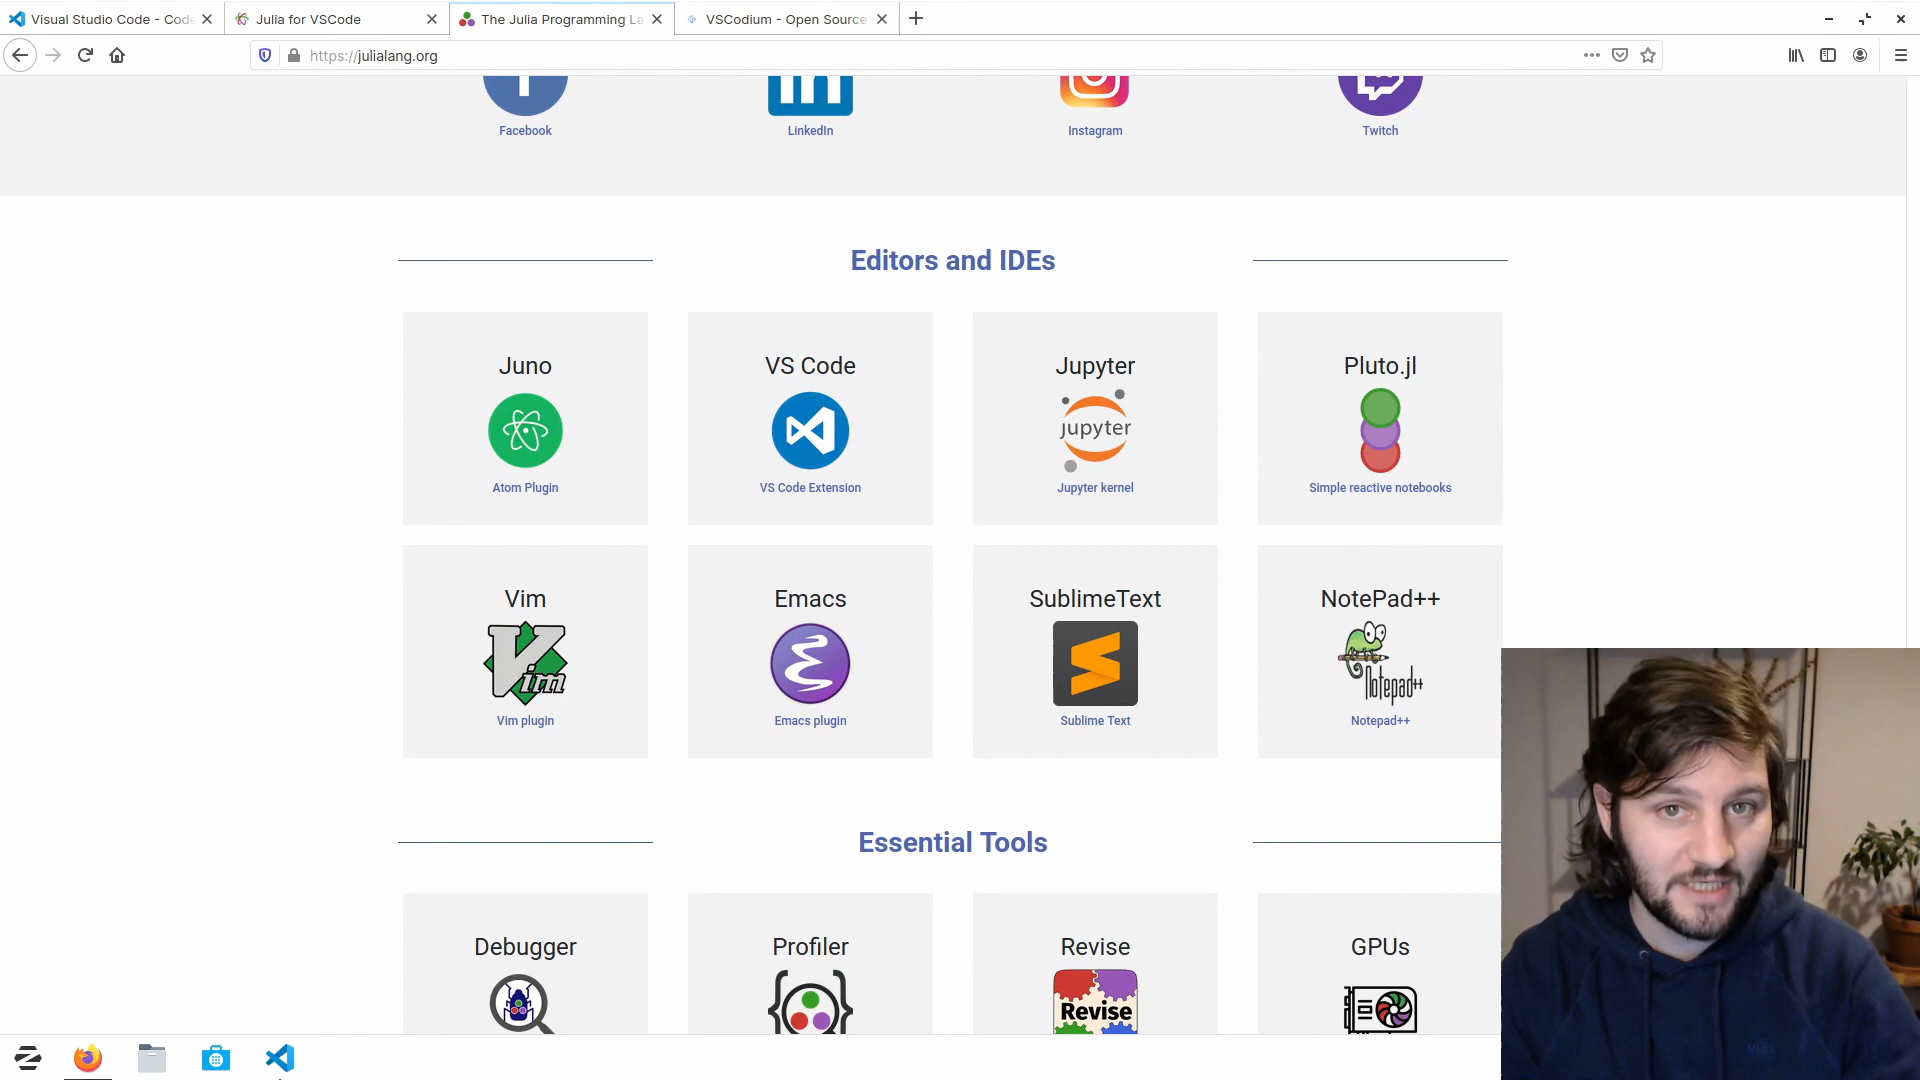 Visual Studio Code - Code
Julia for VSCode
The Julia Programming La
VSCodium - Open Source
https://julialang.org
Facebook
LinkedIn
Instagram
Twitch
Editors and IDEs
Juno
VS Code
Jupyter
Pluto.jl
jupyter
Atom Plugin
VS Code Extension
Jupyter kernel
Simple reactive notebooks
Vim
Emacs
SublimeText
NotePad++
Vim
Notepad++
Vim plugin
Emacs plugin
Sublime Text
Notepad++
Essential Tools
Debugger
Profiler
Revise
GPUs
Revise